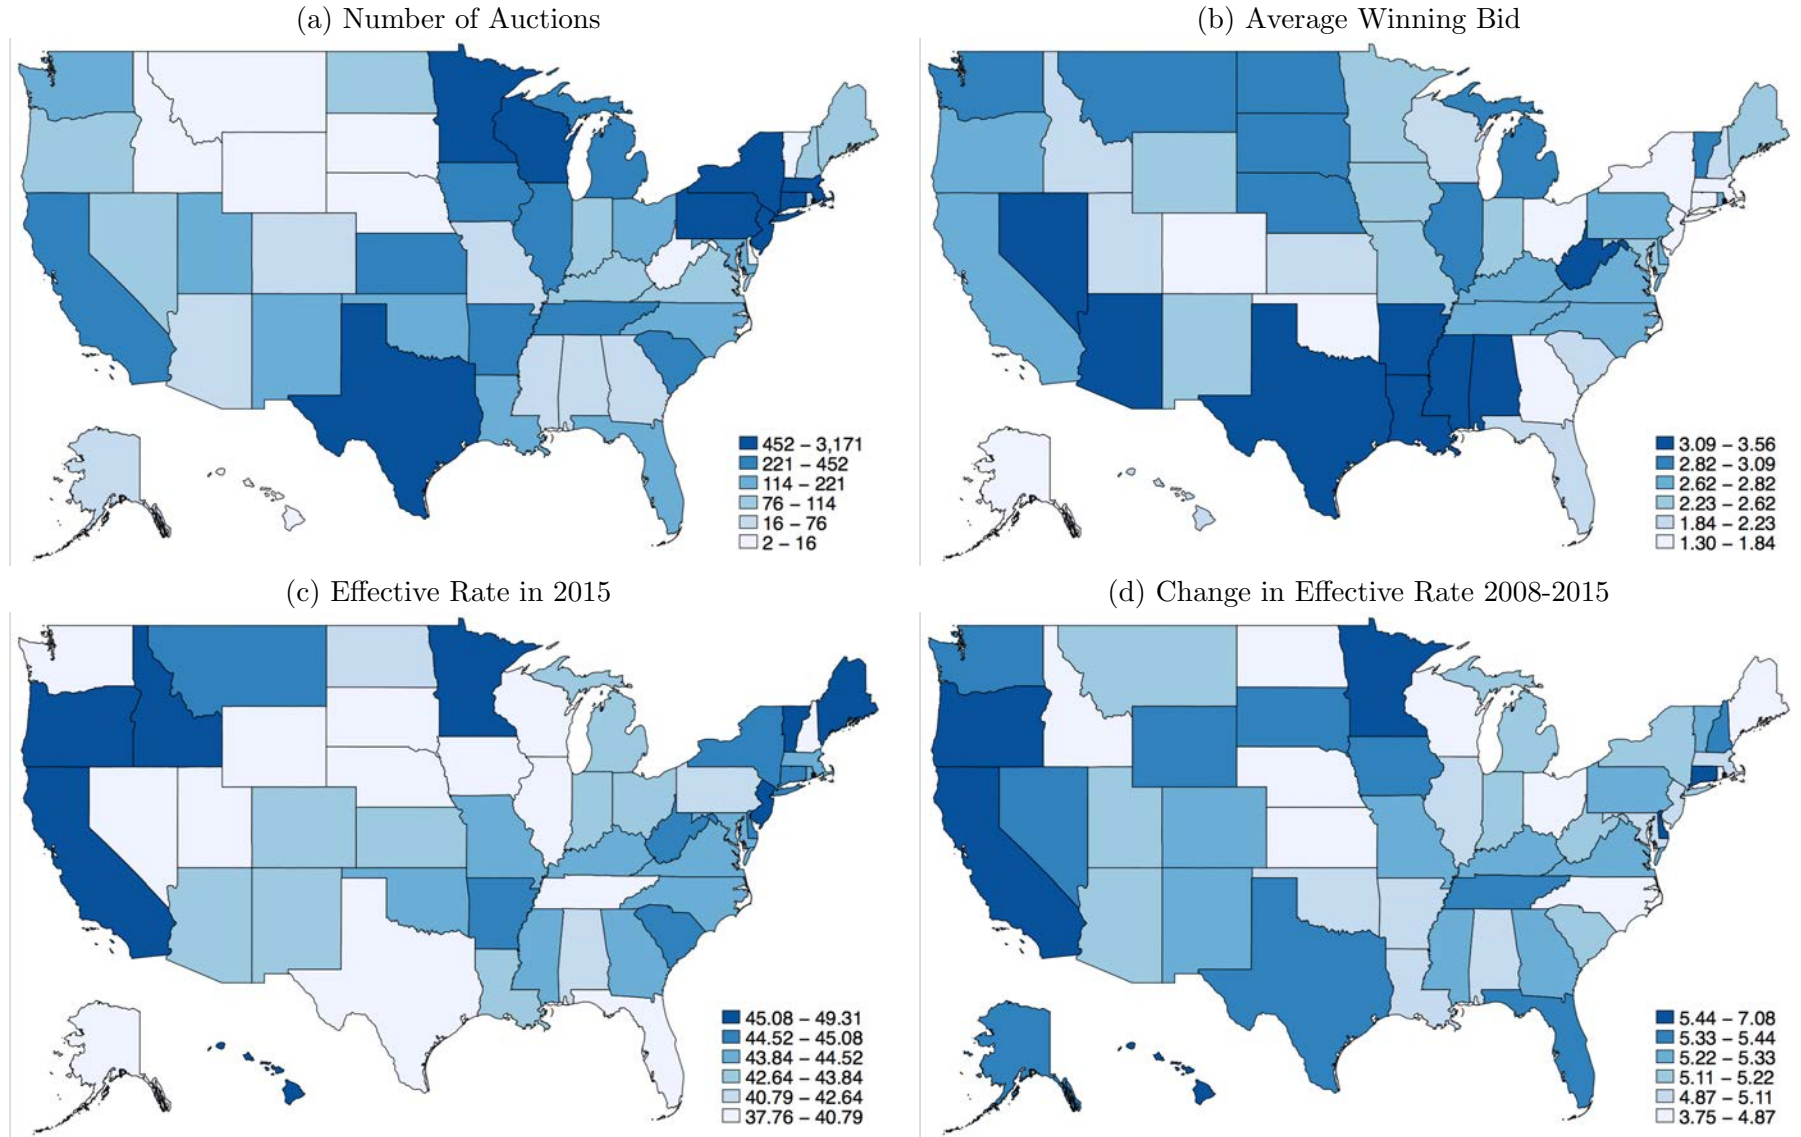 (a) Number of Auctions
452 – 3,171
221 – 452
114 – 221
76 – 114
16 – 76
2 – 16
(b) Average Winning Bid
3.09 – 3.56
2.82 – 3.09
2.62 – 2.82
2.23 – 2.62
1.84 – 2.23
1.30 – 1.84
(c) Effective Rate in 2015
45.08 – 49.31
44.52 – 45.08
43.84 – 44.52
42.64 – 43.84
40.79 – 42.64
37.76 – 40.79
(d) Change in Effective Rate 2008-2015
5.44 – 7.08
5.33 – 5.44
5.22 – 5.33
5.11 – 5.22
4.87 – 5.11
3.75 – 4.87